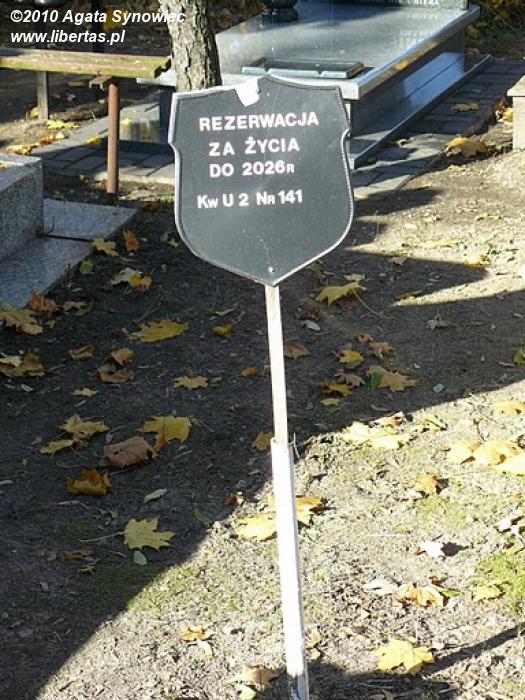 ©2010 Agata Synowiec
www.libertas.pl
REZERWACJA
ZA ŻYCIA
DO 2026R
KW U 2 NR 141